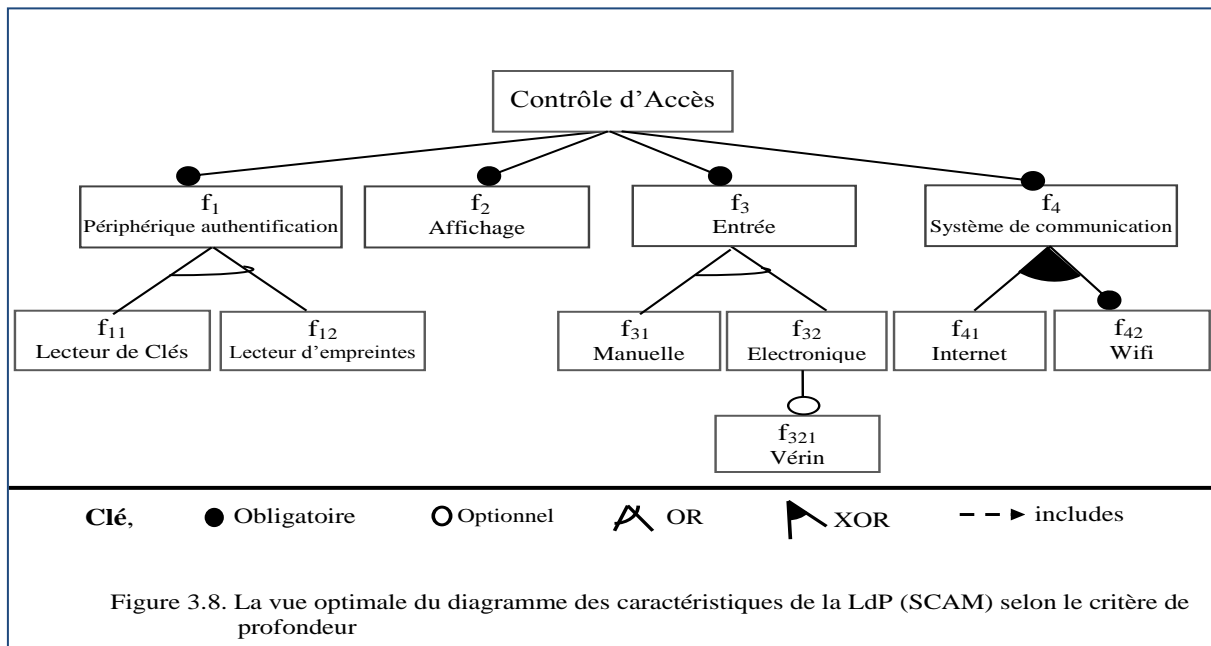 Contrôle d’Accès
f1
Périphérique authentification
f2
Affichage
f3
Entrée
f4
Système de communication
f11
Lecteur de Clés
f12
Lecteur d’empreintes
f31
Manuelle
f32
Electronique
f41
Internet
f42
Wifi
f321
Vérin
Clé, Obligatoire Optionnel OR XOR includes
Figure 3.8. La vue optimale du diagramme des caractéristiques de la LdP (SCAM) selon le critère de
profondeur